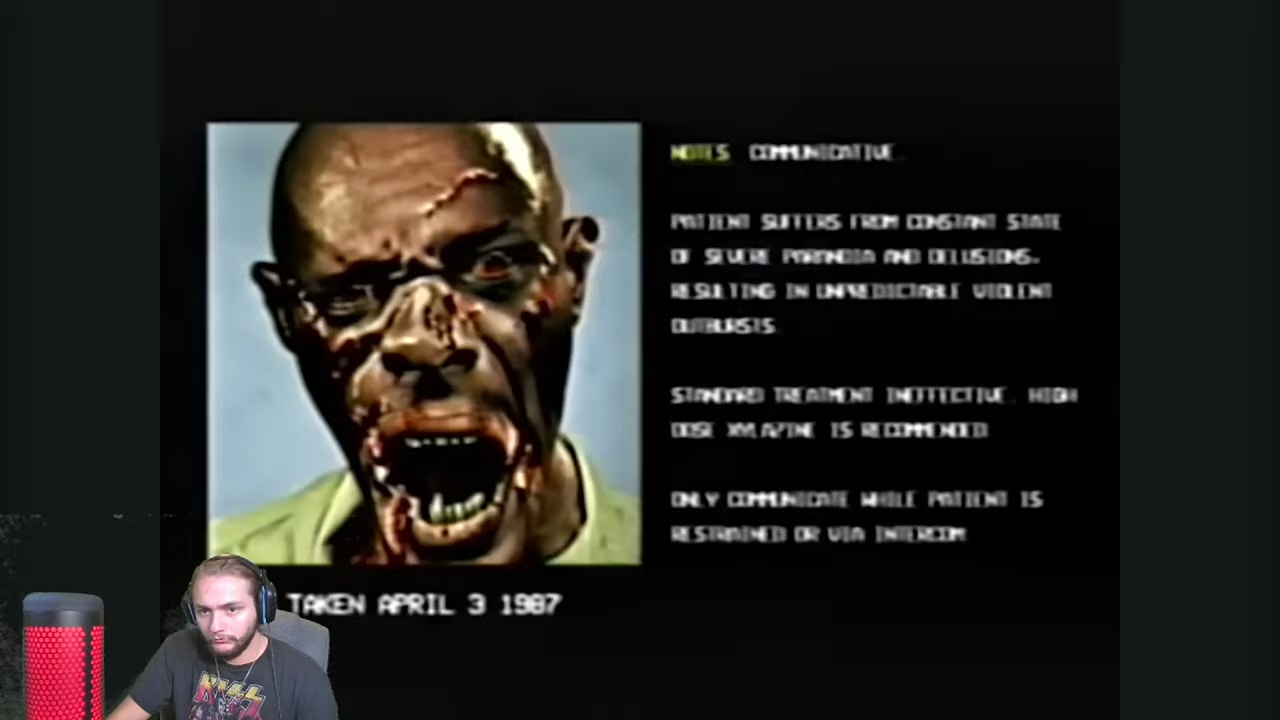 NOTES: COMMUNICATIVE.
PATIENT SUFFERS FROM CONSTANT STATE
OF SEVERE PARANOIA AND DELUSIONS,
RESULTING IN UNPREDICTABLE VIOLENT
OUTBURSTS.
STANDARD TREATMENT INEFFECTIVE. HIGH
DOSE XYLAZINE IS RECOMMENDED.
ONLY COMMUNICATE WHILE PATIENT IS
RESTRAINED OR VIA INTERCOM.
TAKEN APRIL 3 1987
KISS